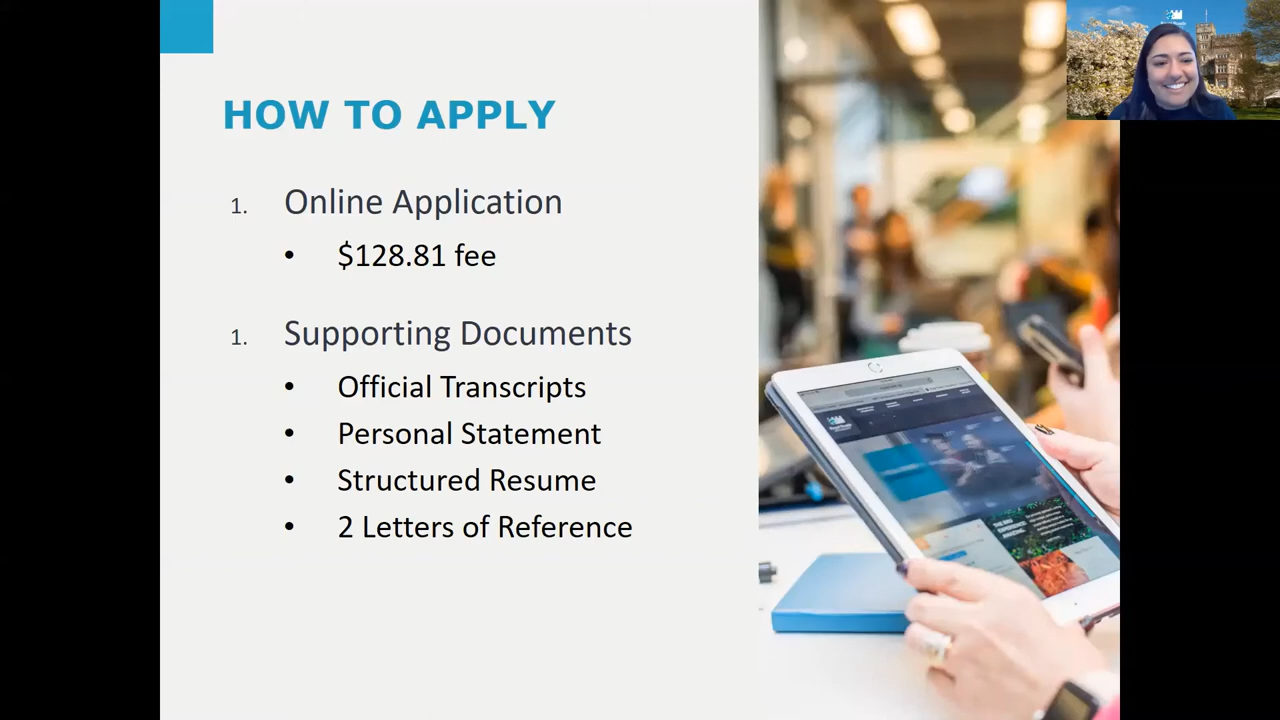 HOW TO APPLY
1. Online Application
• $128.81 fee
1. Supporting Documents
• Official Transcripts
• Personal Statement
• Structured Resume
• 2 Letters of Reference